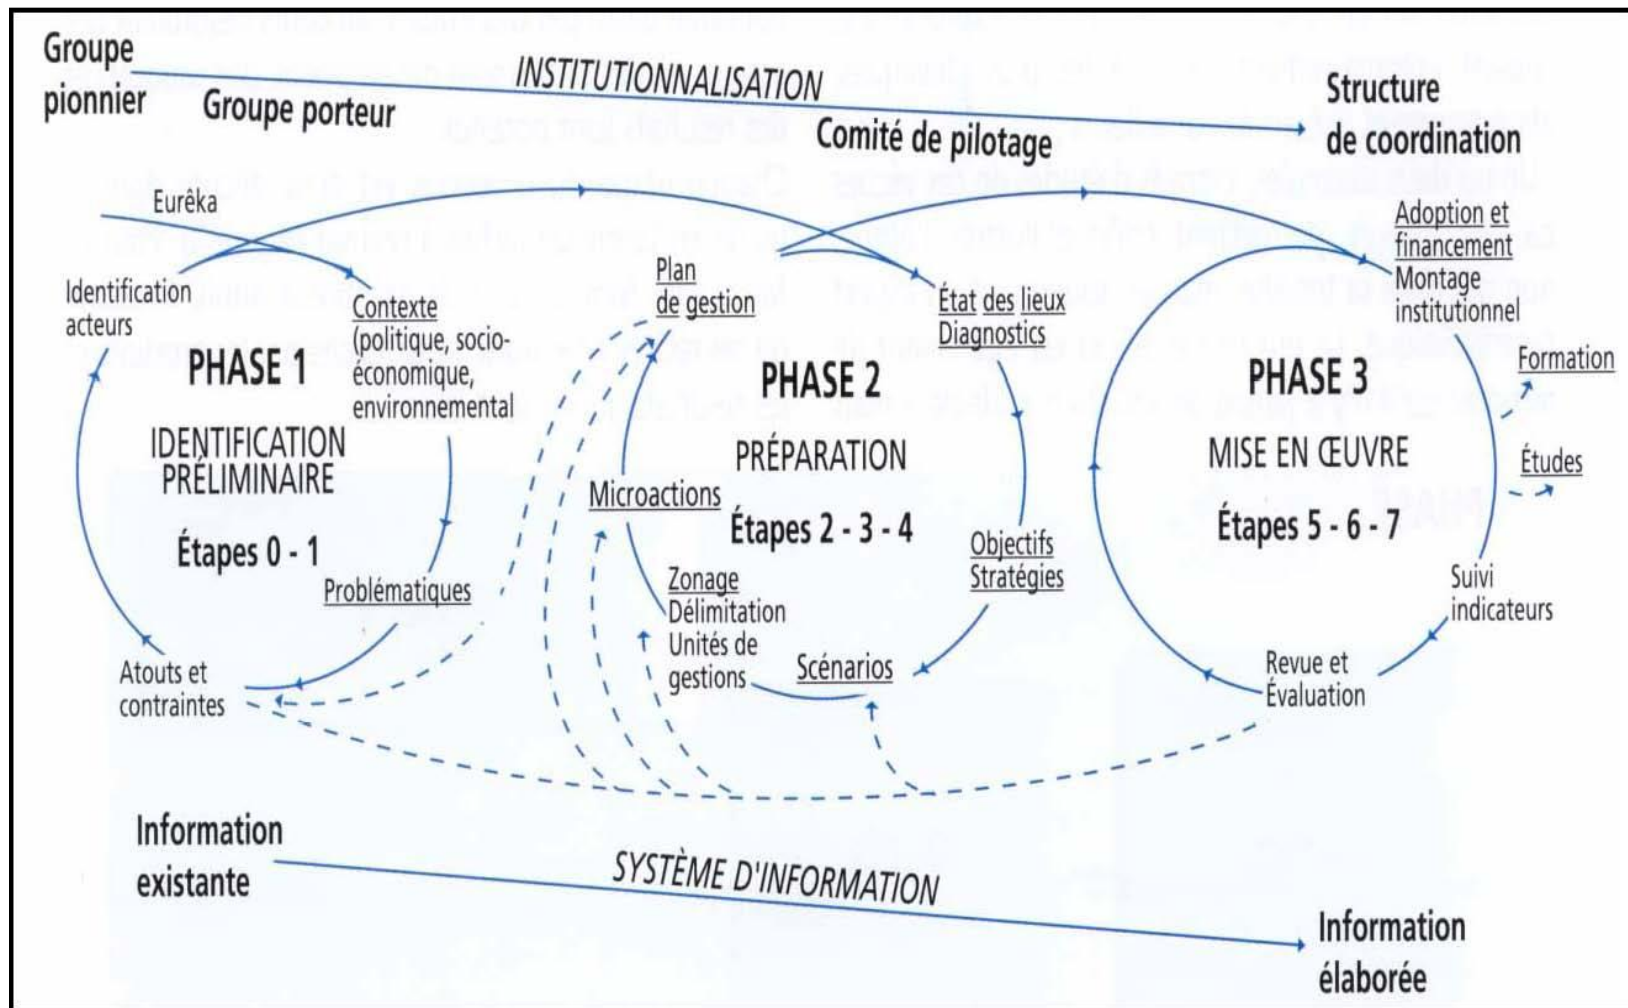 Groupe
pionnier
Groupe porteur
INSTITUTIONNALISATION
Comité de pilotage
Structure
de coordination
Eurêka
Identification
acteurs
Contexte
(politique, socio-
économique,
environnemental
PHASE 1
IDENTIFICATION
PRÉLIMINAIRE
Étapes 0 - 1
Problématiques
Atouts et
contraintes
Plan
de gestion
État des lieux
Diagnostics
PHASE 2
PRÉPARATION
Étapes 2 - 3 - 4
Microactions
Objectifs
Stratégies
Zonage
Délimitation
Unités de
gestions
Scénarios
Adoption et
financement
Montage
institutionnel
PHASE 3
MISE EN ŒUVRE
Étapes 5 - 6 - 7
Formation
Études
Suivi
indicateurs
Revue et
Évaluation
Information
existante
SYSTÈME D'INFORMATION
Information
élaborée